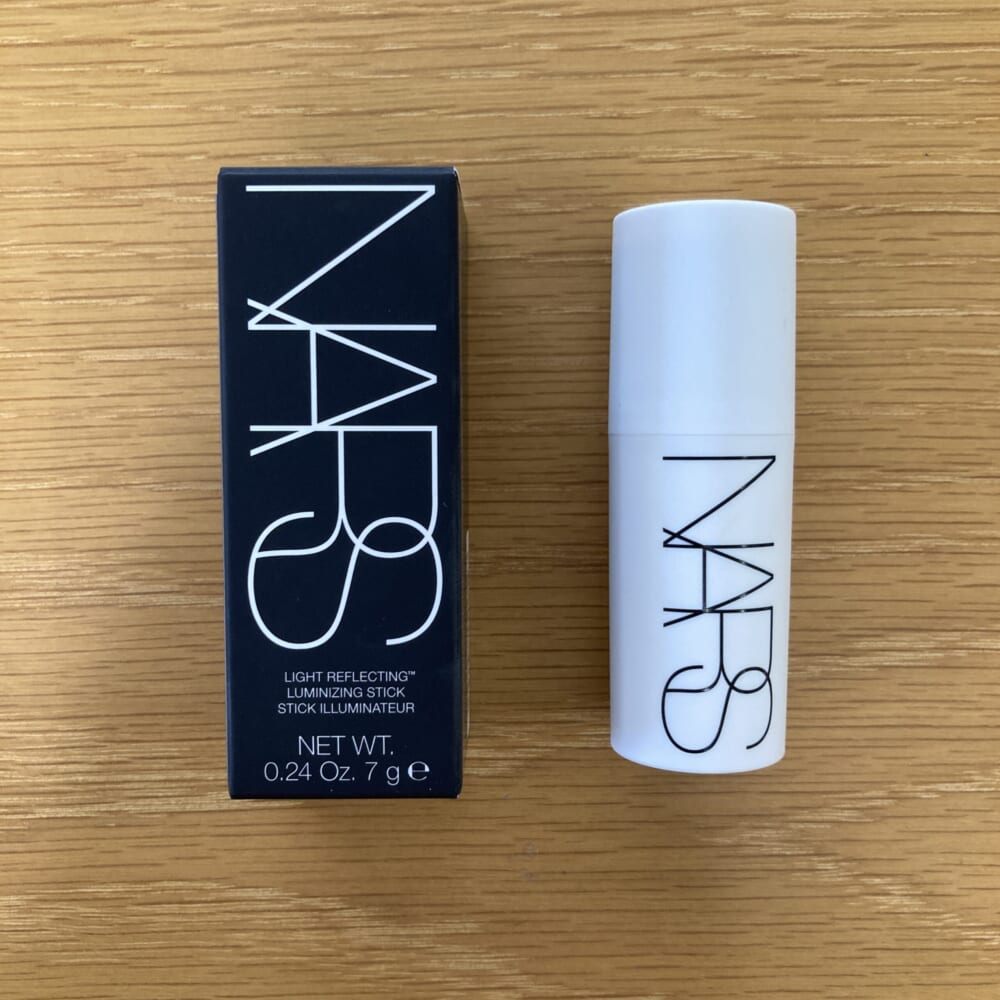 NARS
LIGHT REFLECTING™
LUMINIZING STICK
STICK ILLUMINATEUR
NET WT.
0.24 Oz. 7 g ℮
NARS